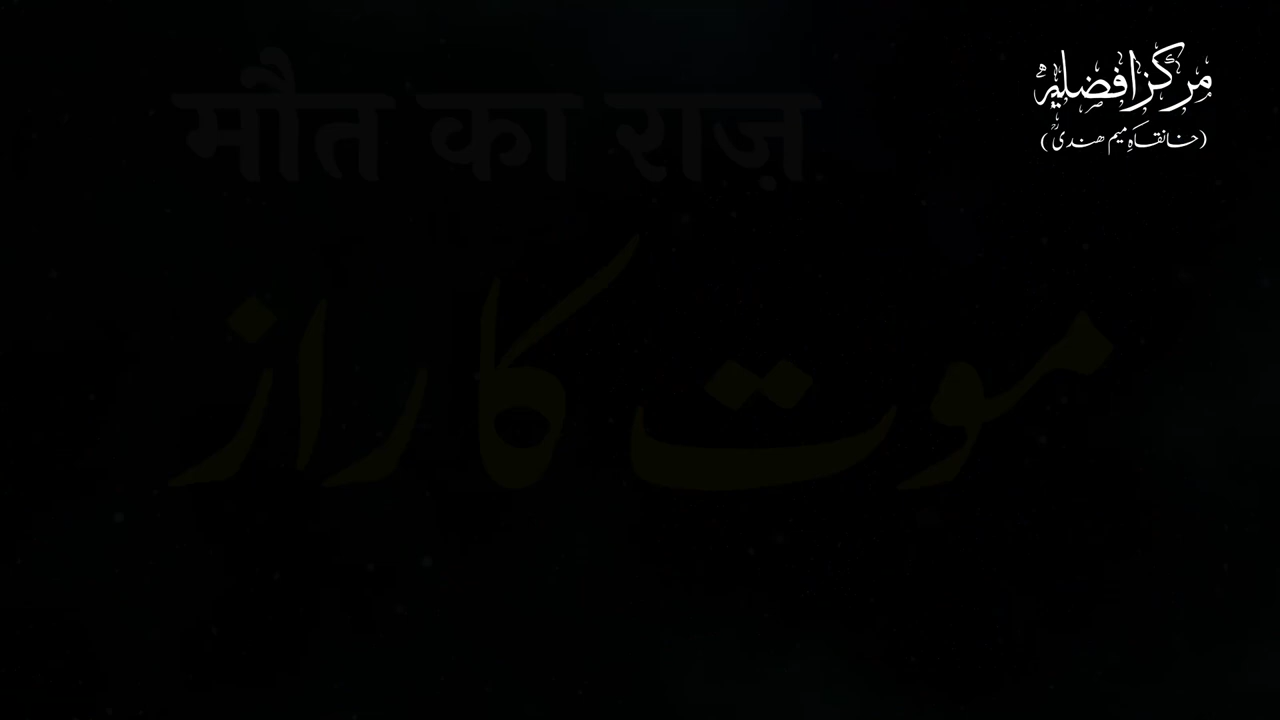 مرکز افضلیہ
(خانقاہِ میم ھندیؒ)
मौत का राज़
موت کا راز